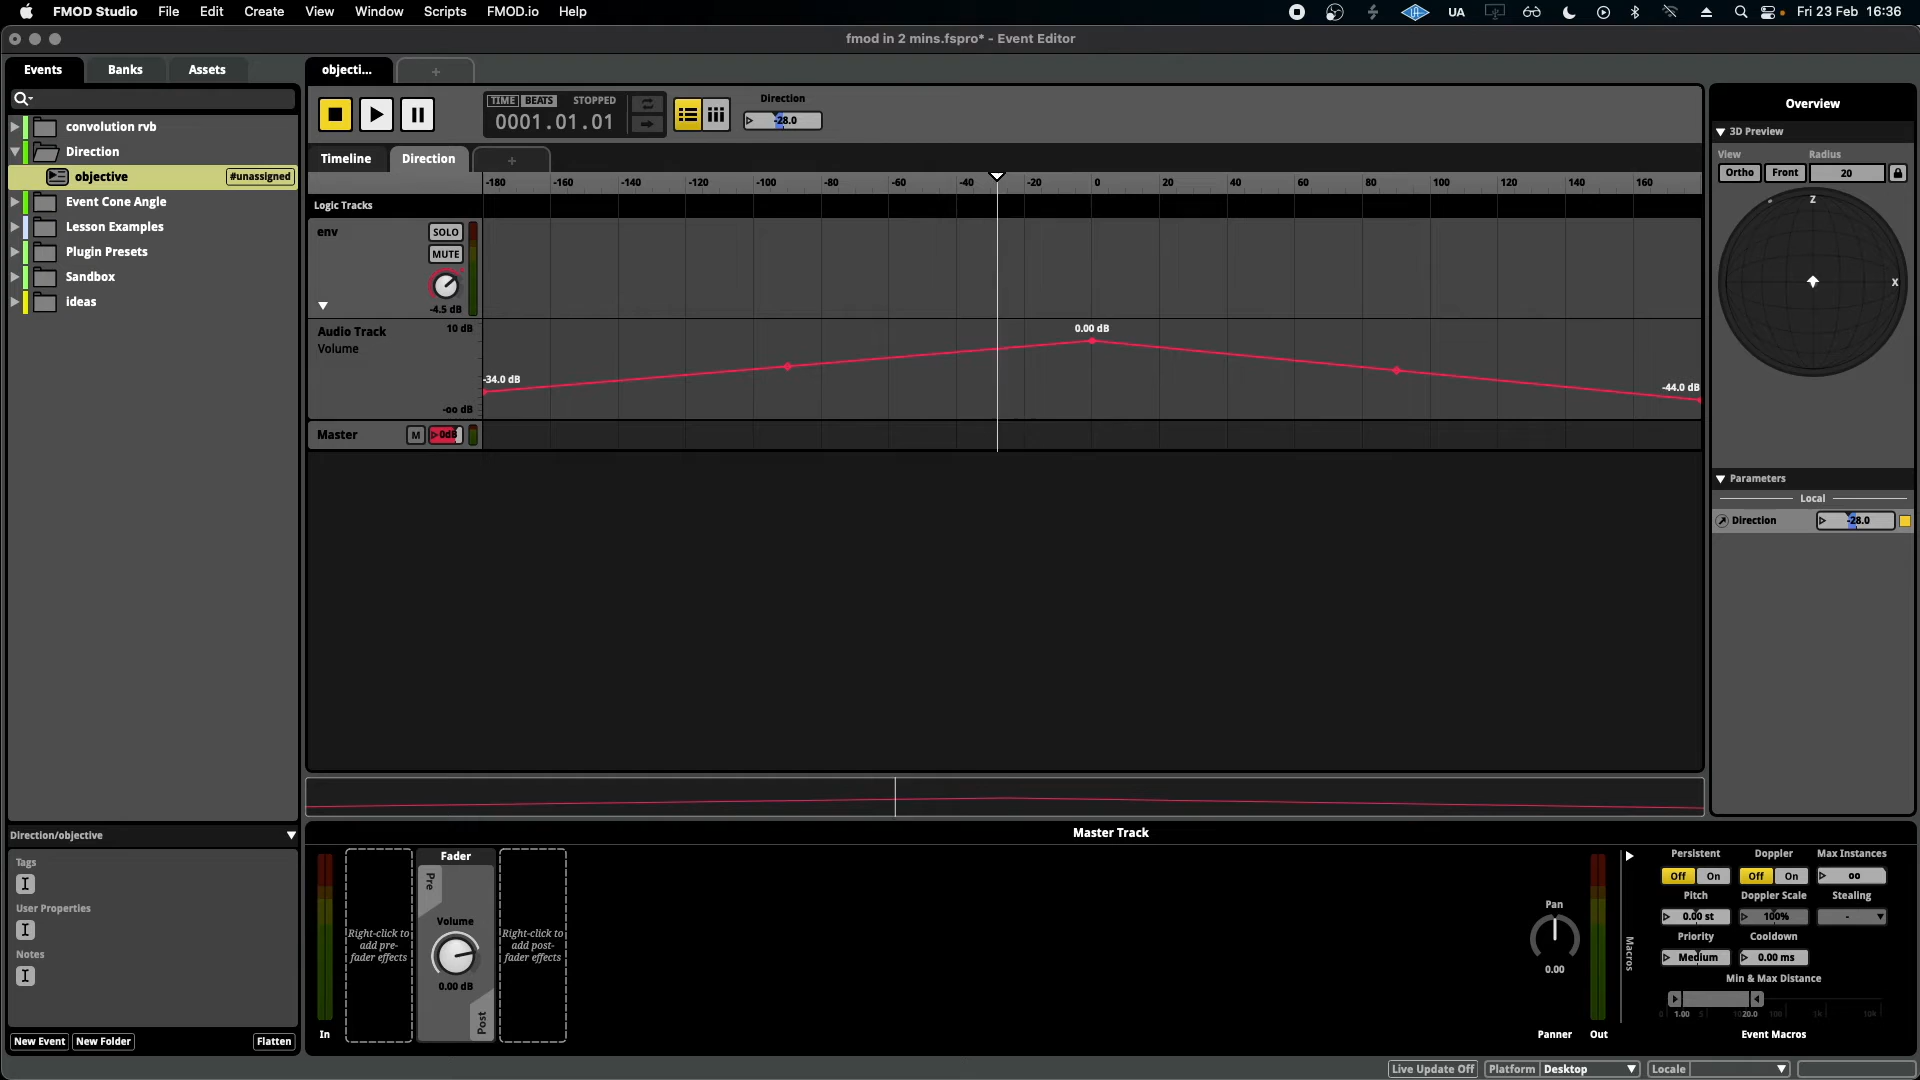 FMOD Studio File Edit Create View Window Scripts FMOD.io Help
UA Fri 23 Feb 16:36
fmod in 2 mins.fspro* - Event Editor
Events Banks Assets
convolution rvb
Direction
objective #unassigned
Event Cone Angle
Lesson Examples
Plugin Presets
Sandbox
ideas
Direction/objective
Tags
User Properties
Notes
New Event New Folder Flatten
objecti... +
TIME BEATS STOPPED
0001.01.01
Direction
-28.0
Timeline Direction +
-180 -160 -140 -120 -100 -80 -60 -40 -20 0 20 40 60 80 100 120 140 160
Logic Tracks
env SOLO
MUTE
-4.5 dB
Audio Track 10 dB
Volume
-oo dB
-34.0 dB
0.00 dB
-44.0 dB
Master M 0dB
Master Track
In
Right-click to
add pre-
fader effects
Fader
Pre
Volume
0.00 dB
Post
Right-click to
add post-
fader effects
Pan
0.00
Panner Out
Macros
Persistent Doppler Max Instances
Off On Off On oo
Pitch Doppler Scale Stealing
0.00 st 100% -
Priority Cooldown
Medium 0.00 ms
Min & Max Distance
0 1.00 5 10 20.0 100 1k 10k
Event Macros
Overview
3D Preview
View Radius
Ortho Front 20
Z
X
Parameters
Local
Direction -28.0
Live Update Off Platform Desktop Locale